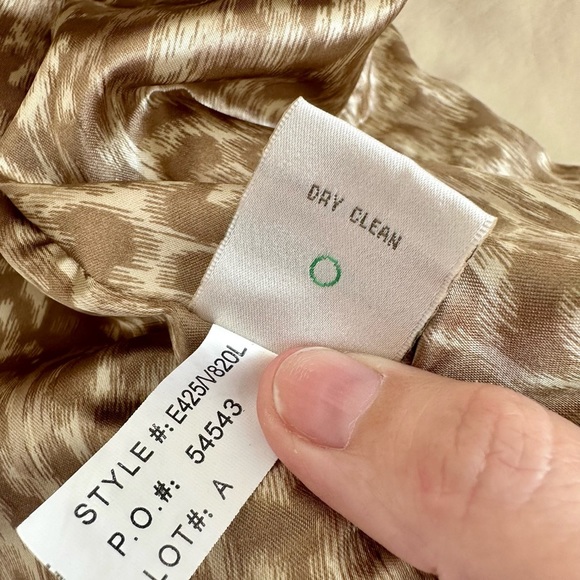 DRY CLEAN
STYLE #: E425/V820L
P.O.#: 54543
LOT#: A